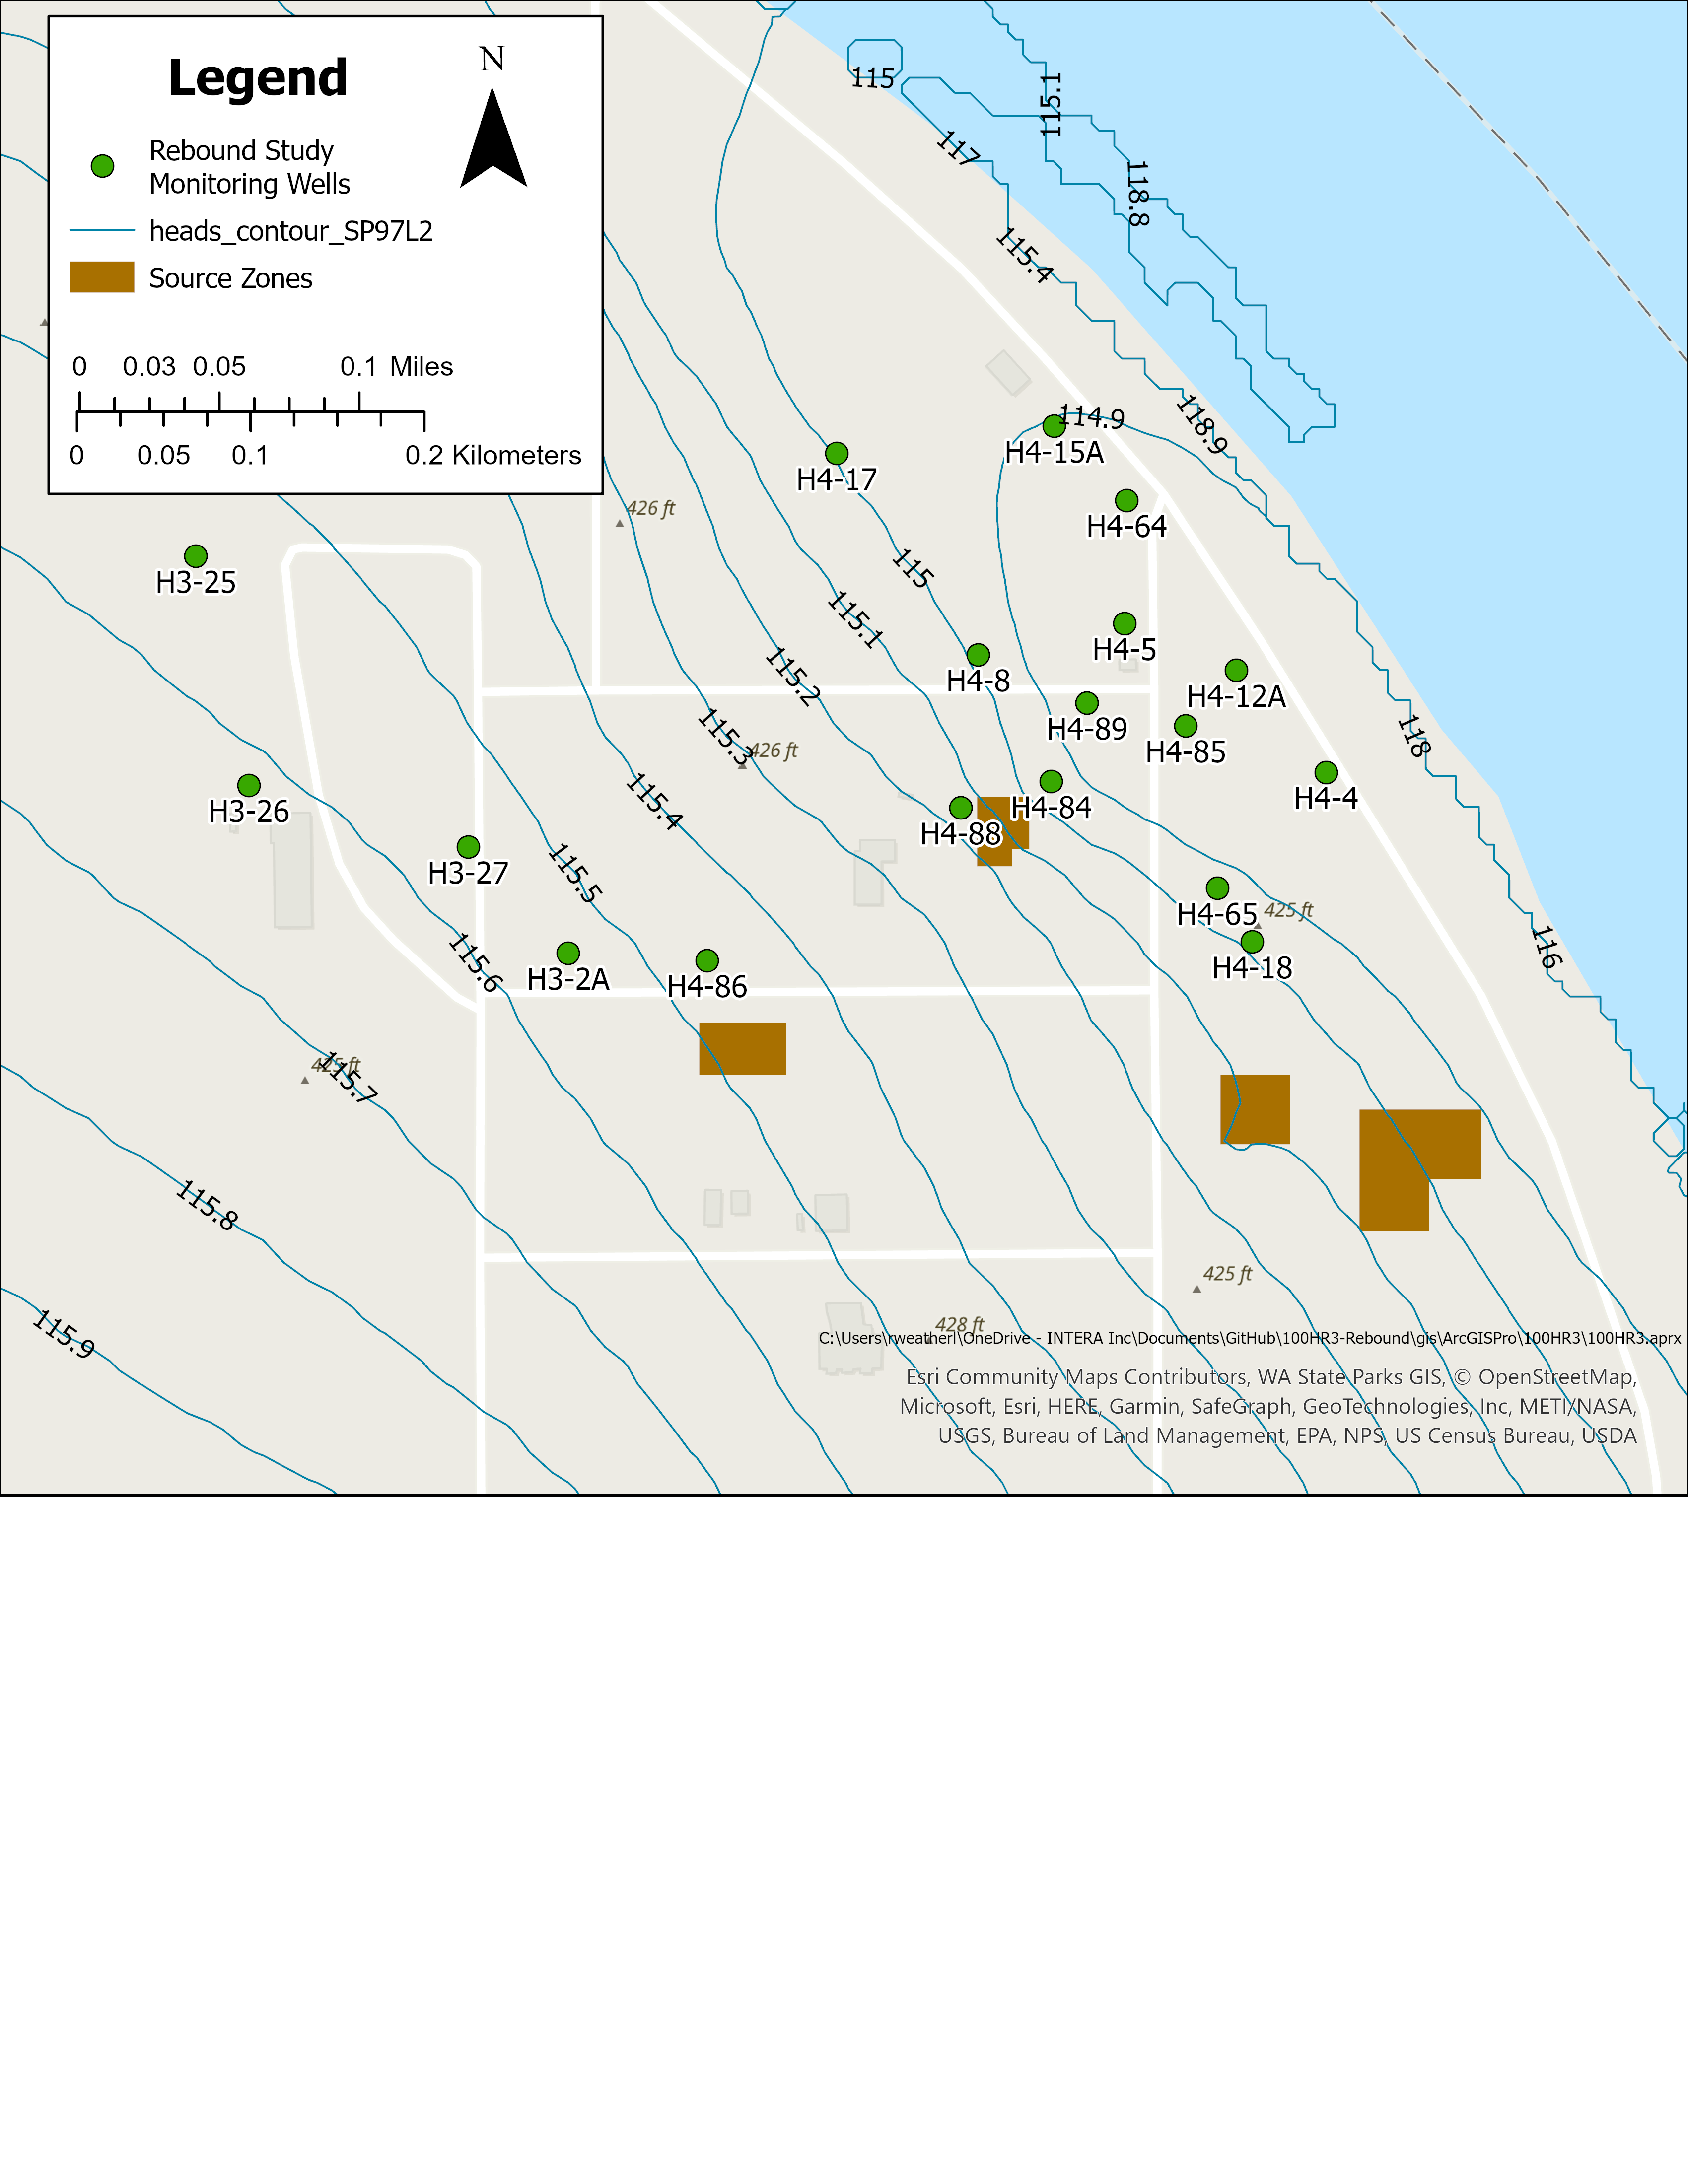 Legend
N
Rebound Study
Monitoring Wells
heads_contour_SP97L2
Source Zones
0 0.03 0.05 0.1 Miles
0 0.05 0.1 0.2 Kilometers
115
115.1
117
118.8
115.4
114.9
118.9
H4-15A
H4-17
426 ft
H4-64
H3-25
115
115.1
H4-5
H4-8
115.2
H4-12A
115.3
426 ft
H4-89
H4-85
118
H3-26
115.4
H4-84
H4-4
H4-88
H3-27
115.5
H4-65
425 ft
116
115.6
H3-2A
H4-86
H4-18
425 ft
115.7
115.8
425 ft
115.9
428 ft
C:\Users\rweatherl\OneDrive - INTERA Inc\Documents\GitHub\100HR3-Rebound\gis\ArcGISPro\100HR3\100HR3.aprx
Esri Community Maps Contributors, WA State Parks GIS, © OpenStreetMap,
Microsoft, Esri, HERE, Garmin, SafeGraph, GeoTechnologies, Inc, METI/NASA,
USGS, Bureau of Land Management, EPA, NPS, US Census Bureau, USDA